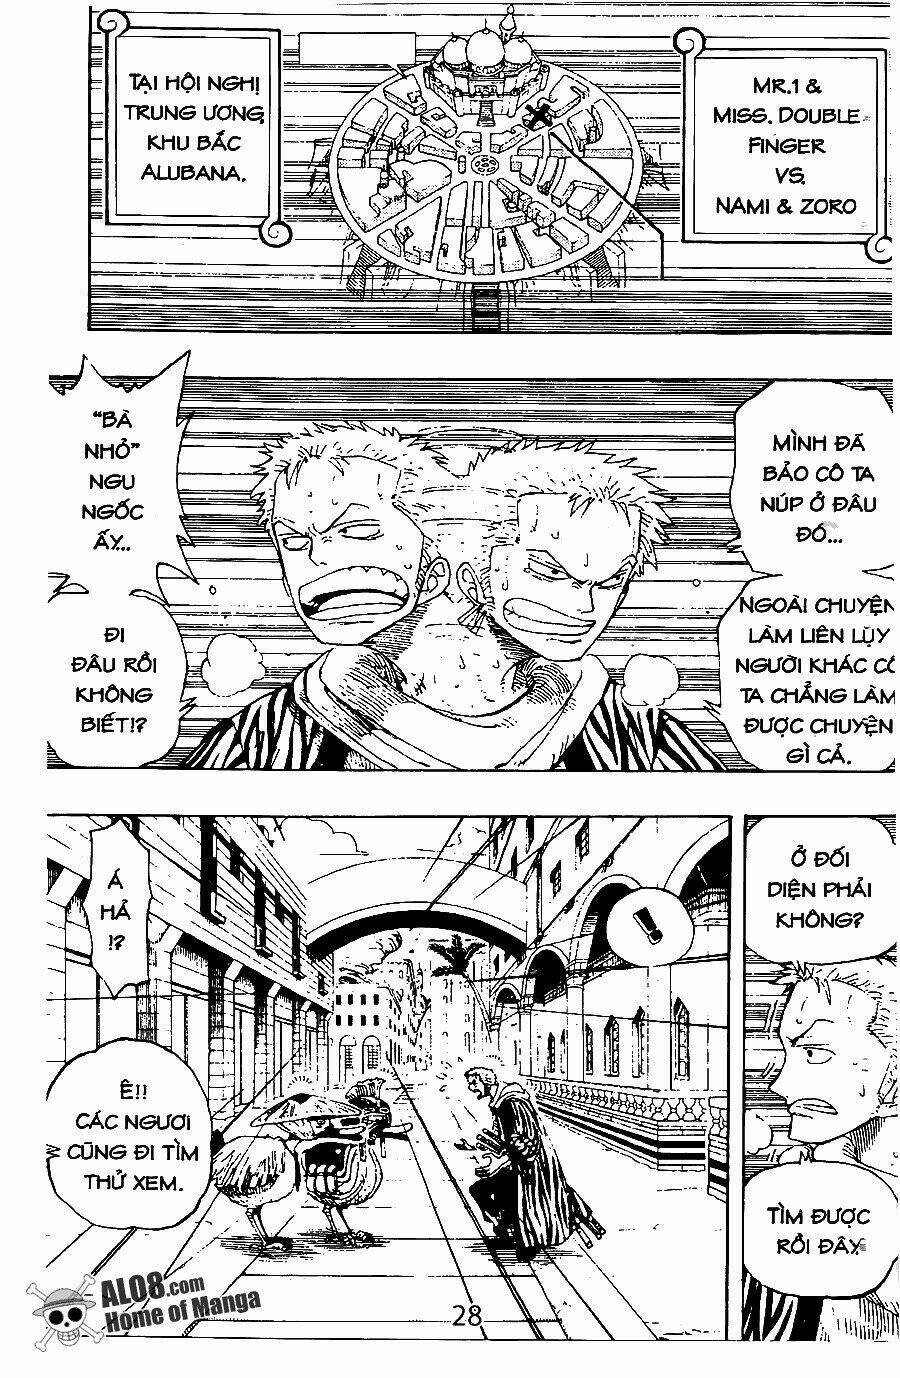 MR.1 &
MISS. DOUBLE
FINGER
VS.
NAMI & ZORO
TẠI HỘI NGHỊ
TRUNG ƯƠNG,
KHU BẮC
ALUBANA.
MÌNH ĐÃ
BẢO CÔ TA
NÚP Ở ĐÂU
ĐÓ...
NGOÀI CHUYỆN
LÀM LIÊN LỤY
NGƯỜI KHÁC CÔ
TA CHẲNG LÀM
ĐƯỢC CHUYỆN
GÌ CẢ.
"BÀ
NHỎ"
NGU
NGỐC
ẤY...
ĐI
ĐÂU RỒI
KHÔNG
BIẾT!?
Ở ĐỐI
DIỆN PHẢI
KHÔNG?
TÌM ĐƯỢC
RỒI ĐÂY.
!
Á
HẢ
!?
Ê!!
CÁC NGƯƠI
CŨNG ĐI TÌM
THỬ XEM.
ALO8.com
Home of Manga
28